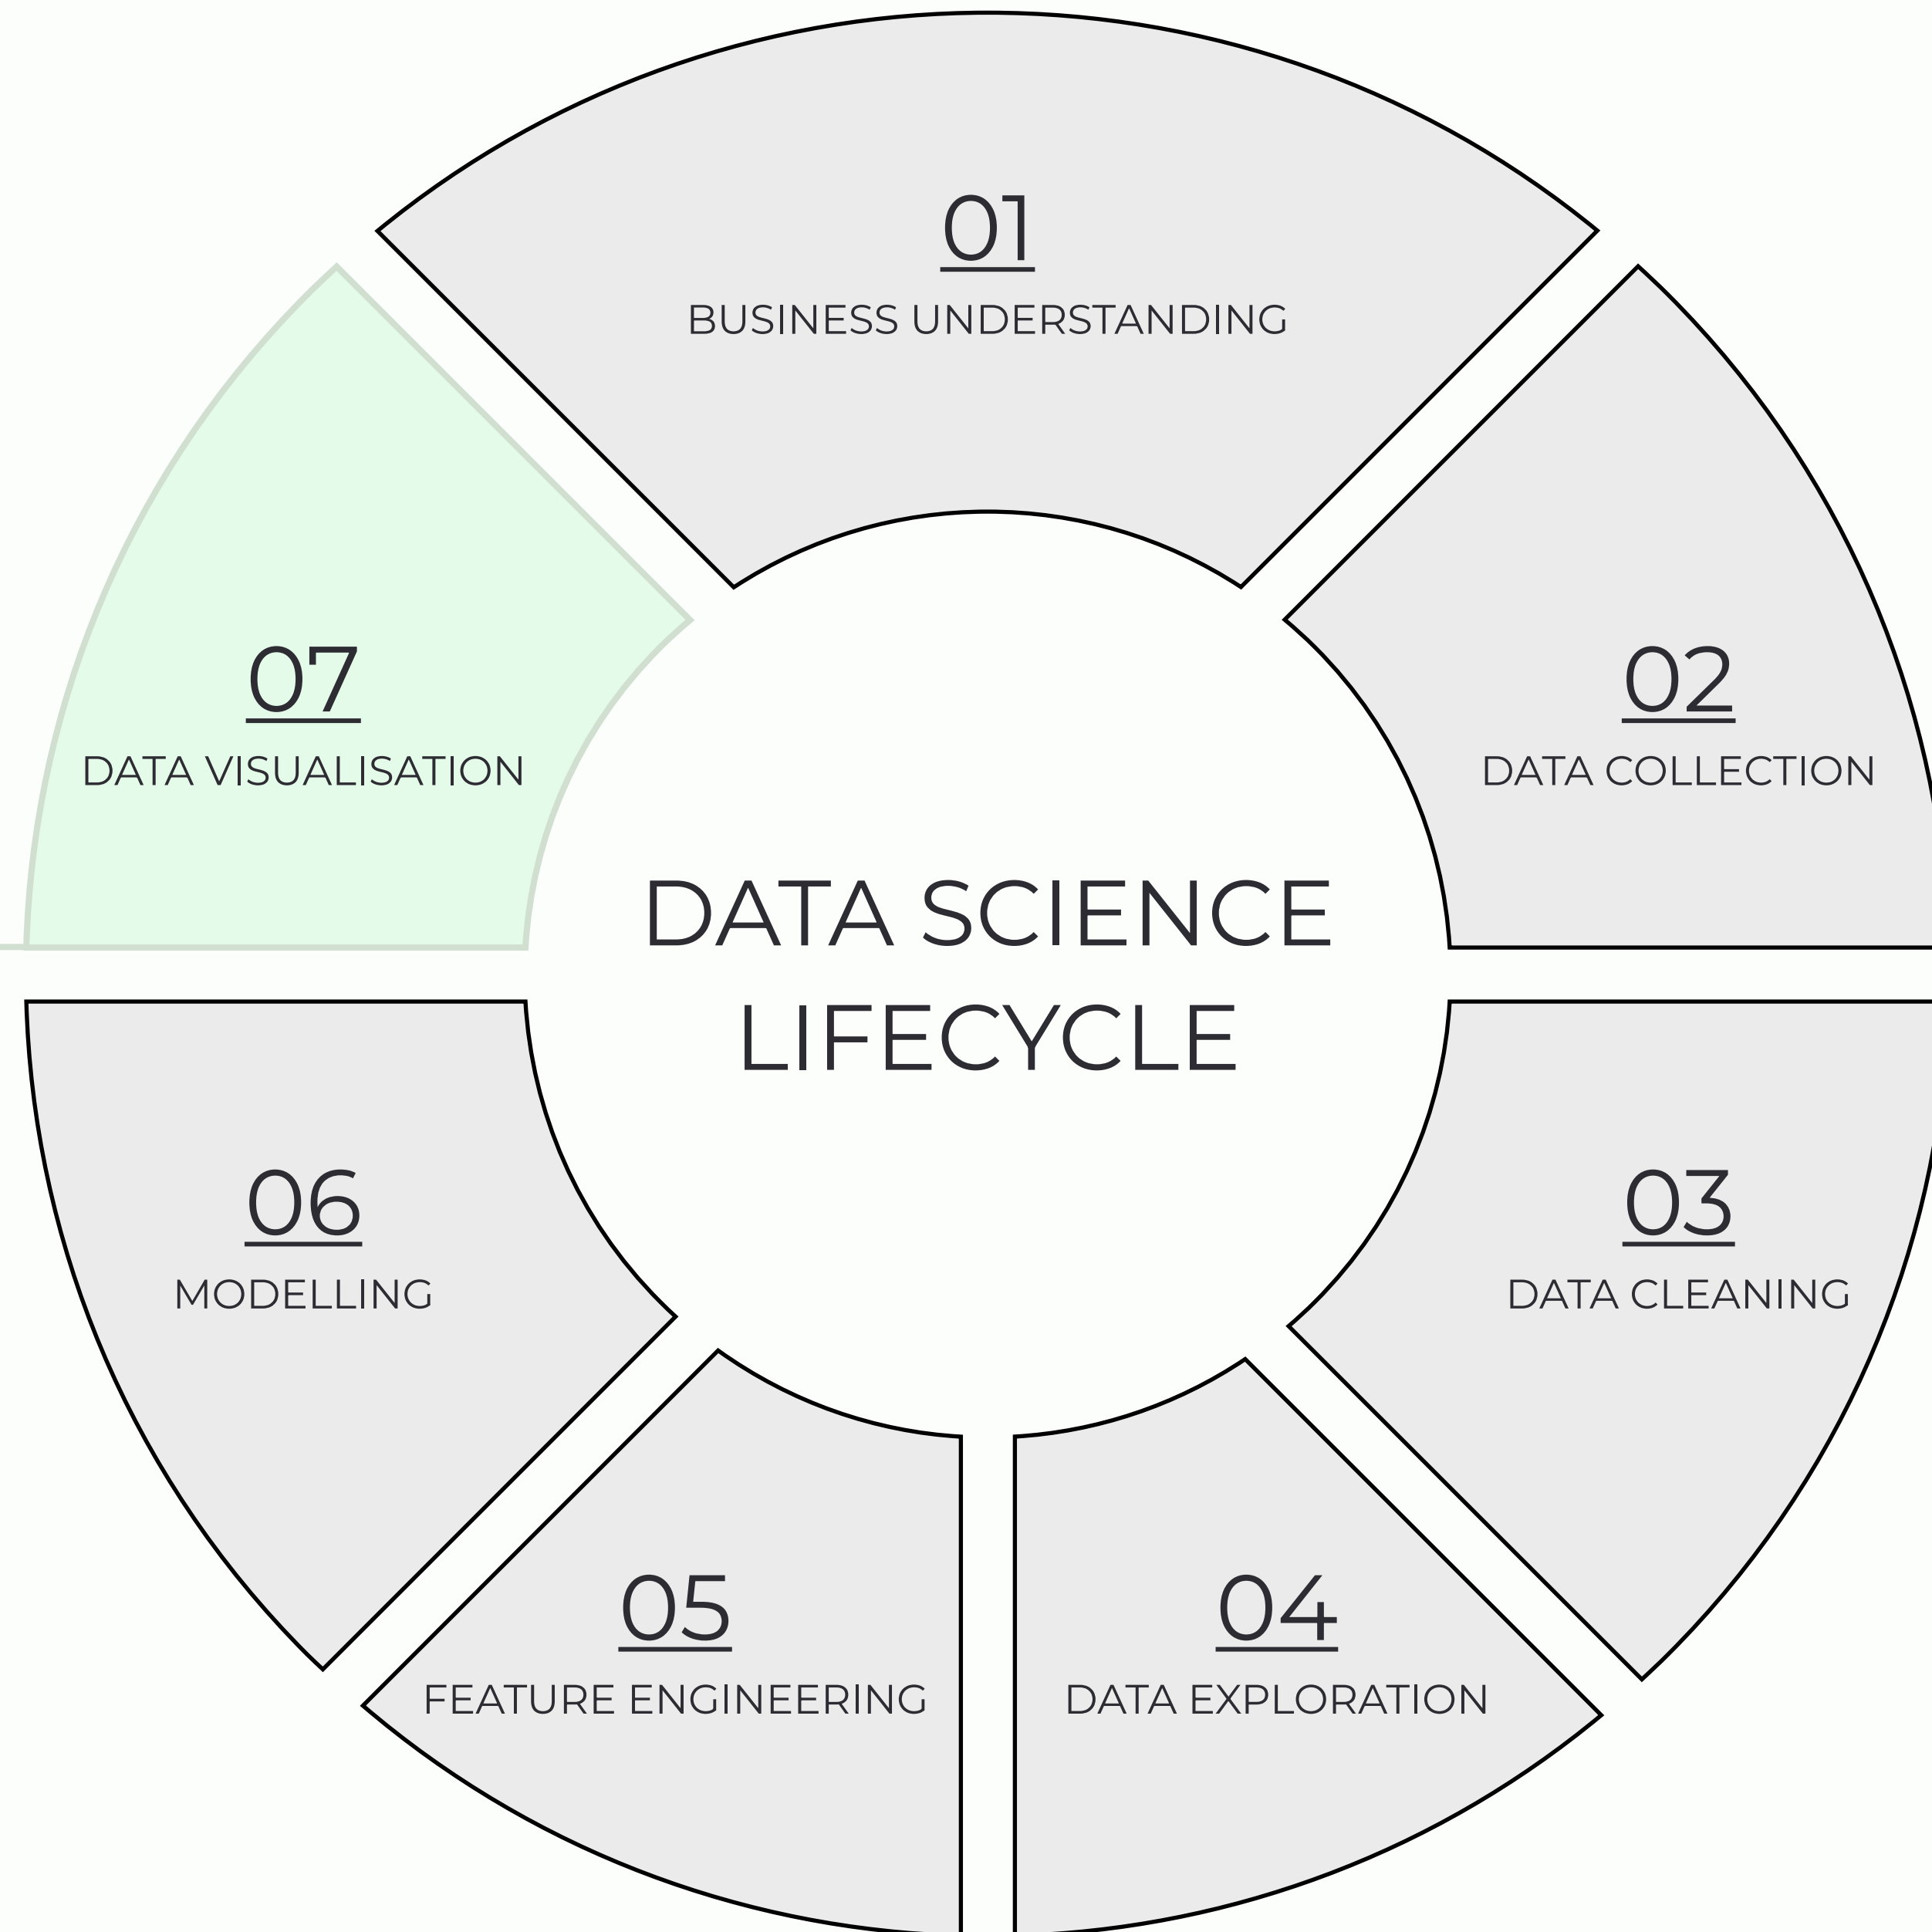 01
BUSINESS UNDERSTANDING
02
DATA COLLECTION
03
DATA CLEANING
04
DATA EXPLORATION
05
FEATURE ENGINEERING
06
MODELLING
07
DATA VISUALISATION
DATA SCIENCE
LIFECYCLE